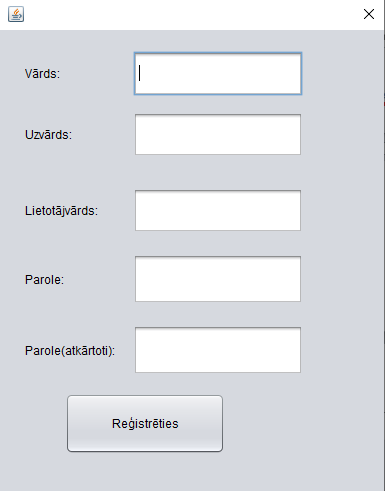 Vārds:
Uzvārds:
Lietotājvārds:
Parole:
Parole(atkārtoti):
Reģistrēties